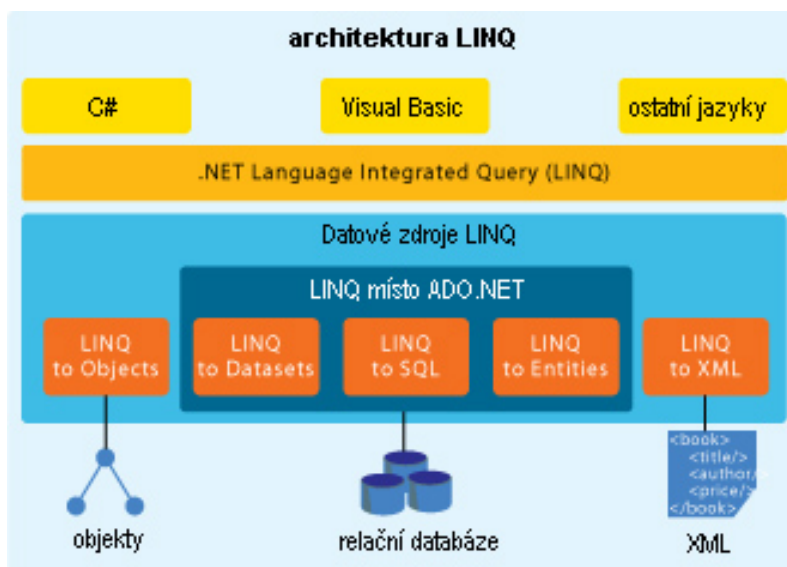 architektura LINQ
C#
Visual Basic
ostatní jazyky
.NET Language Integrated Query (LINQ)
Datové zdroje LINQ
LINQ místo ADO.NET
LINQ
to Objects
LINQ
to Datasets
LINQ
to SQL
LINQ
to Entities
LINQ
to XML
<book>
<title/>
<author/>
<price/>
</book>
objekty
relační databáze
XML